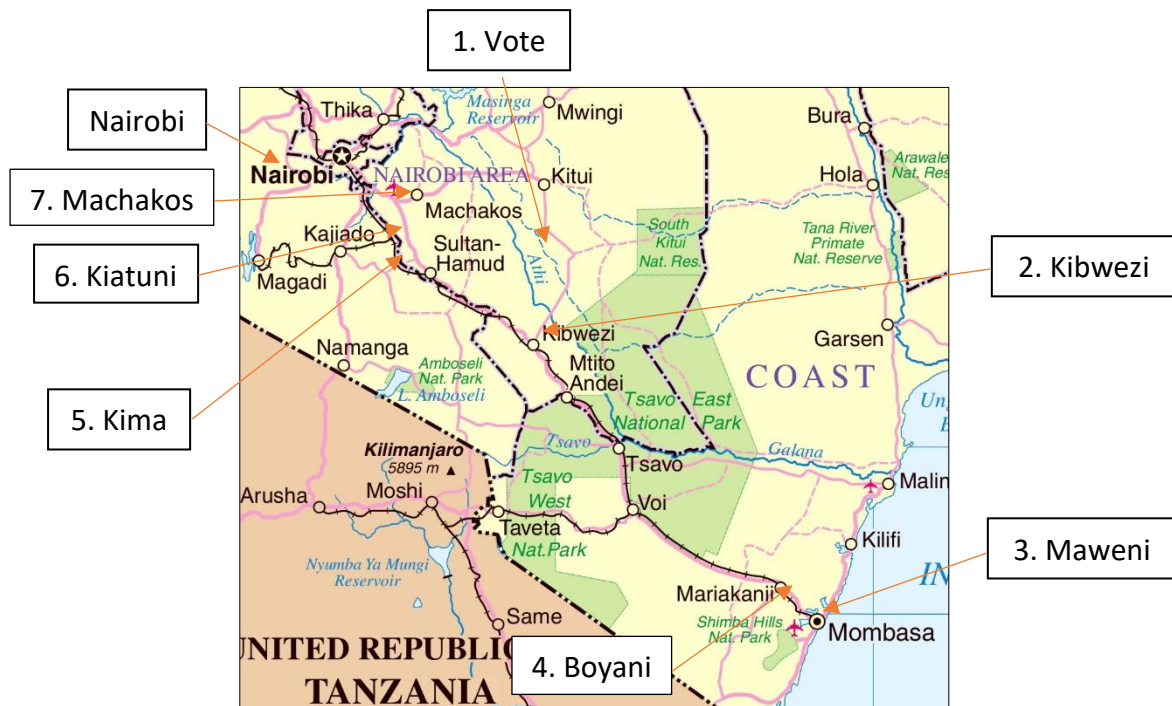 1. Vote
Nairobi
7. Machakos
6. Kiatuni
5. Kima
2. Kibwezi
3. Maweni
4. Boyani
Thika
Masinga
Reservoir
Mwingi
Bura
Nairobi
NAIROBI AREA
Kitui
Hola
Arawale
Nat. Res
Machakos
Kajiado
Sultan-
Hamud
Magadi
Athi
South
Kitui
Nat. Res.
Tana River
Primate
Nat. Reserve
Kibwezi
Garsen
Namanga
Amboseli
Nat. Park
L. Amboseli
Mtito
Andei
COAST
Tsavo
National
East
Park
Un
Kilimanjaro
5895 m
Tsavo
Tsavo
Galana
Arusha
Moshi
Tsavo
West
Nat. Park
Taveta
Voi
Malin
Kilifi
Nyumba Ya Mungi
Reservoir
Mariakanii
IN
Same
Shimba Hills
Nat. Park
Mombasa
UNITED REPUBLIC
TANZANIA